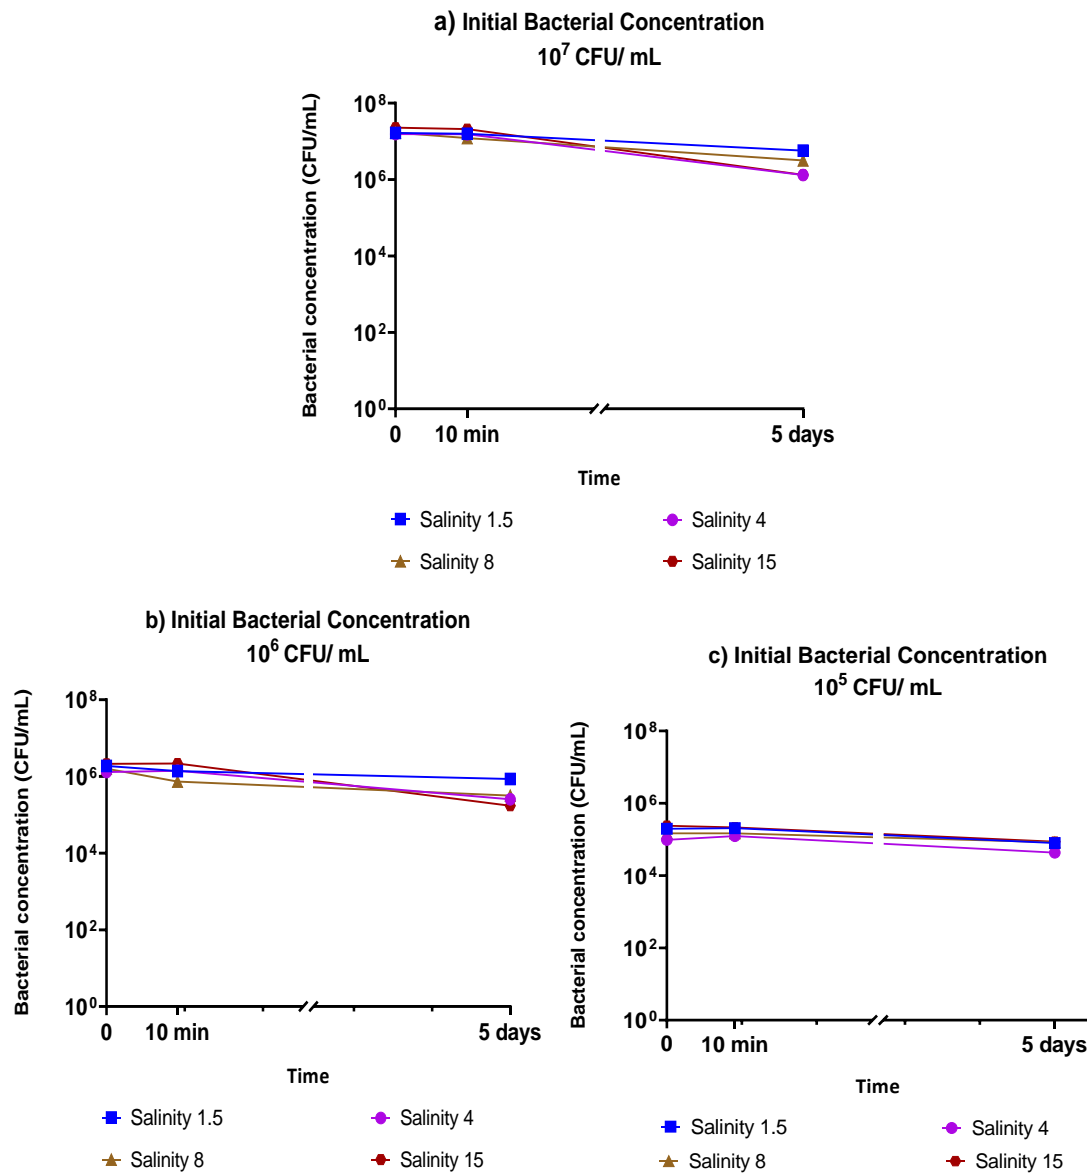 a) Initial Bacterial Concentration
10⁷ CFU/ mL
Bacterial concentration (CFU/mL)
10⁸
10⁶
10⁴
10²
10⁰
0 10 min 5 days
Time
Salinity 1.5 Salinity 4
Salinity 8 Salinity 15
b) Initial Bacterial Concentration
10⁶ CFU/ mL
Bacterial concentration (CFU/mL)
10⁸
10⁶
10⁴
10²
10⁰
0 10 min 5 days
Time
Salinity 1.5 Salinity 4
Salinity 8 Salinity 15
c) Initial Bacterial Concentration
10⁵ CFU/ mL
Bacterial concentration (CFU/mL)
10⁸
10⁶
10⁴
10²
10⁰
0 10 min 5 days
Time
Salinity 1.5 Salinity 4
Salinity 8 Salinity 15